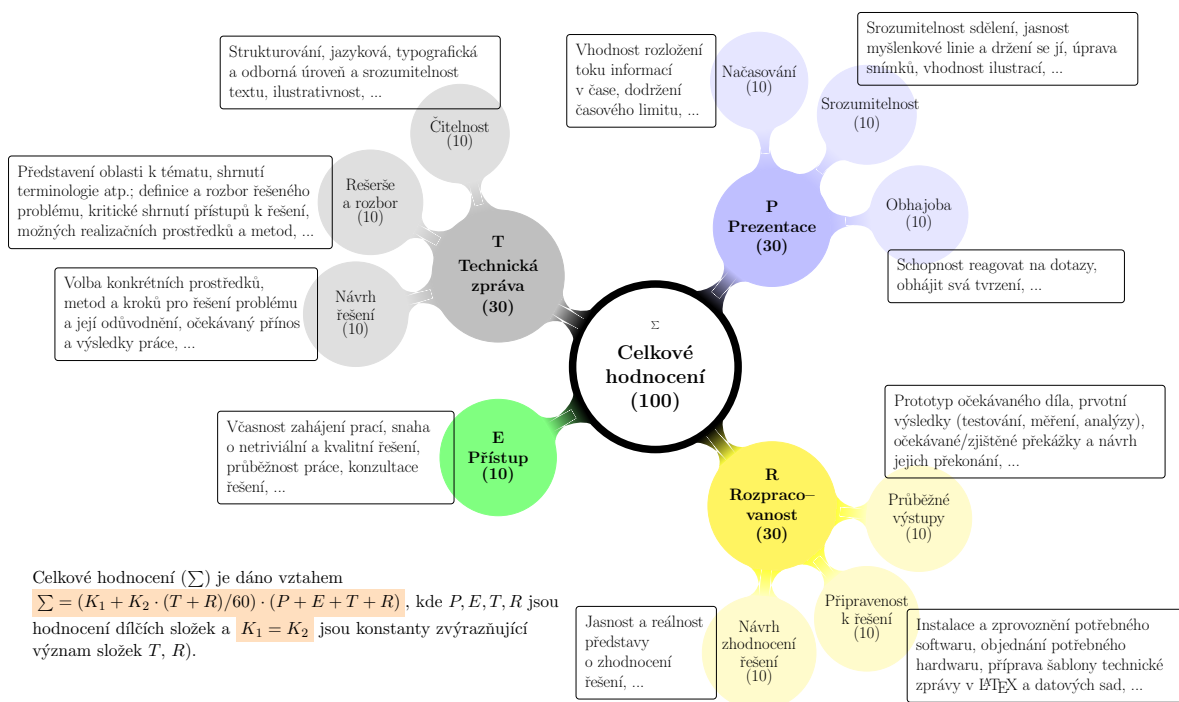 Strukturování, jazyková, typografická
a odborná úroveň a srozumitelnost
textu, ilustrativnost, ...
Čitelnost
(10)
Představení oblasti k tématu, shrnutí
terminologie atp.; definice a rozbor řešeného
problému, kritické shrnutí přístupů k řešení,
možných realizačních prostředků a metod, ...
Rešerše
a rozbor
(10)
Volba konkrétních prostředků,
metod a kroků pro řešení problému
a její odůvodnění, očekávaný přínos
a výsledky práce, ...
Návrh
řešení
(10)
T
Technická
zpráva
(30)
Vhodnost rozložení
toku informací
v čase, dodržení
časového limitu, ...
Načasování
(10)
Srozumitelnost sdělení, jasnost
myšlenkové linie a držení se jí, úprava
snímků, vhodnost ilustrací, ...
Srozumitelnost
(10)
P
Prezentace
(30)
Obhajoba
(10)
Schopnost reagovat na dotazy,
obhájit svá tvrzení, ...
Σ
Celkové
hodnocení
(100)
Včasnost zahájení prací, snaha
o netriviální a kvalitní řešení,
průběžnost práce, konzultace
řešení, ...
E
Přístup
(10)
Prototyp očekávaného díla, prvotní
výsledky (testování, měření, analýzy),
očekávané/zjištěné překážky a návrh
jejich překonání, ...
R
Rozpraco–
vanost
(30)
Průběžné
výstupy
(10)
Připravenost
k řešení
(10)
Instalace a zprovoznění potřebného
softwaru, objednání potřebného
hardwaru, příprava šablony technické
zprávy v LATEX a datových sad, ...
Jasnost a reálnost
představy
o zhodnocení
řešení, ...
Návrh
zhodnocení
řešení
(10)
Celkové hodnocení (∑) je dáno vztahem
∑ = (K₁ + K₂ · (T + R)/60) · (P + E + T + R), kde P, E, T, R jsou
hodnocení dílčích složek a K₁ = K₂ jsou konstanty zvýrazňující
význam složek T, R).